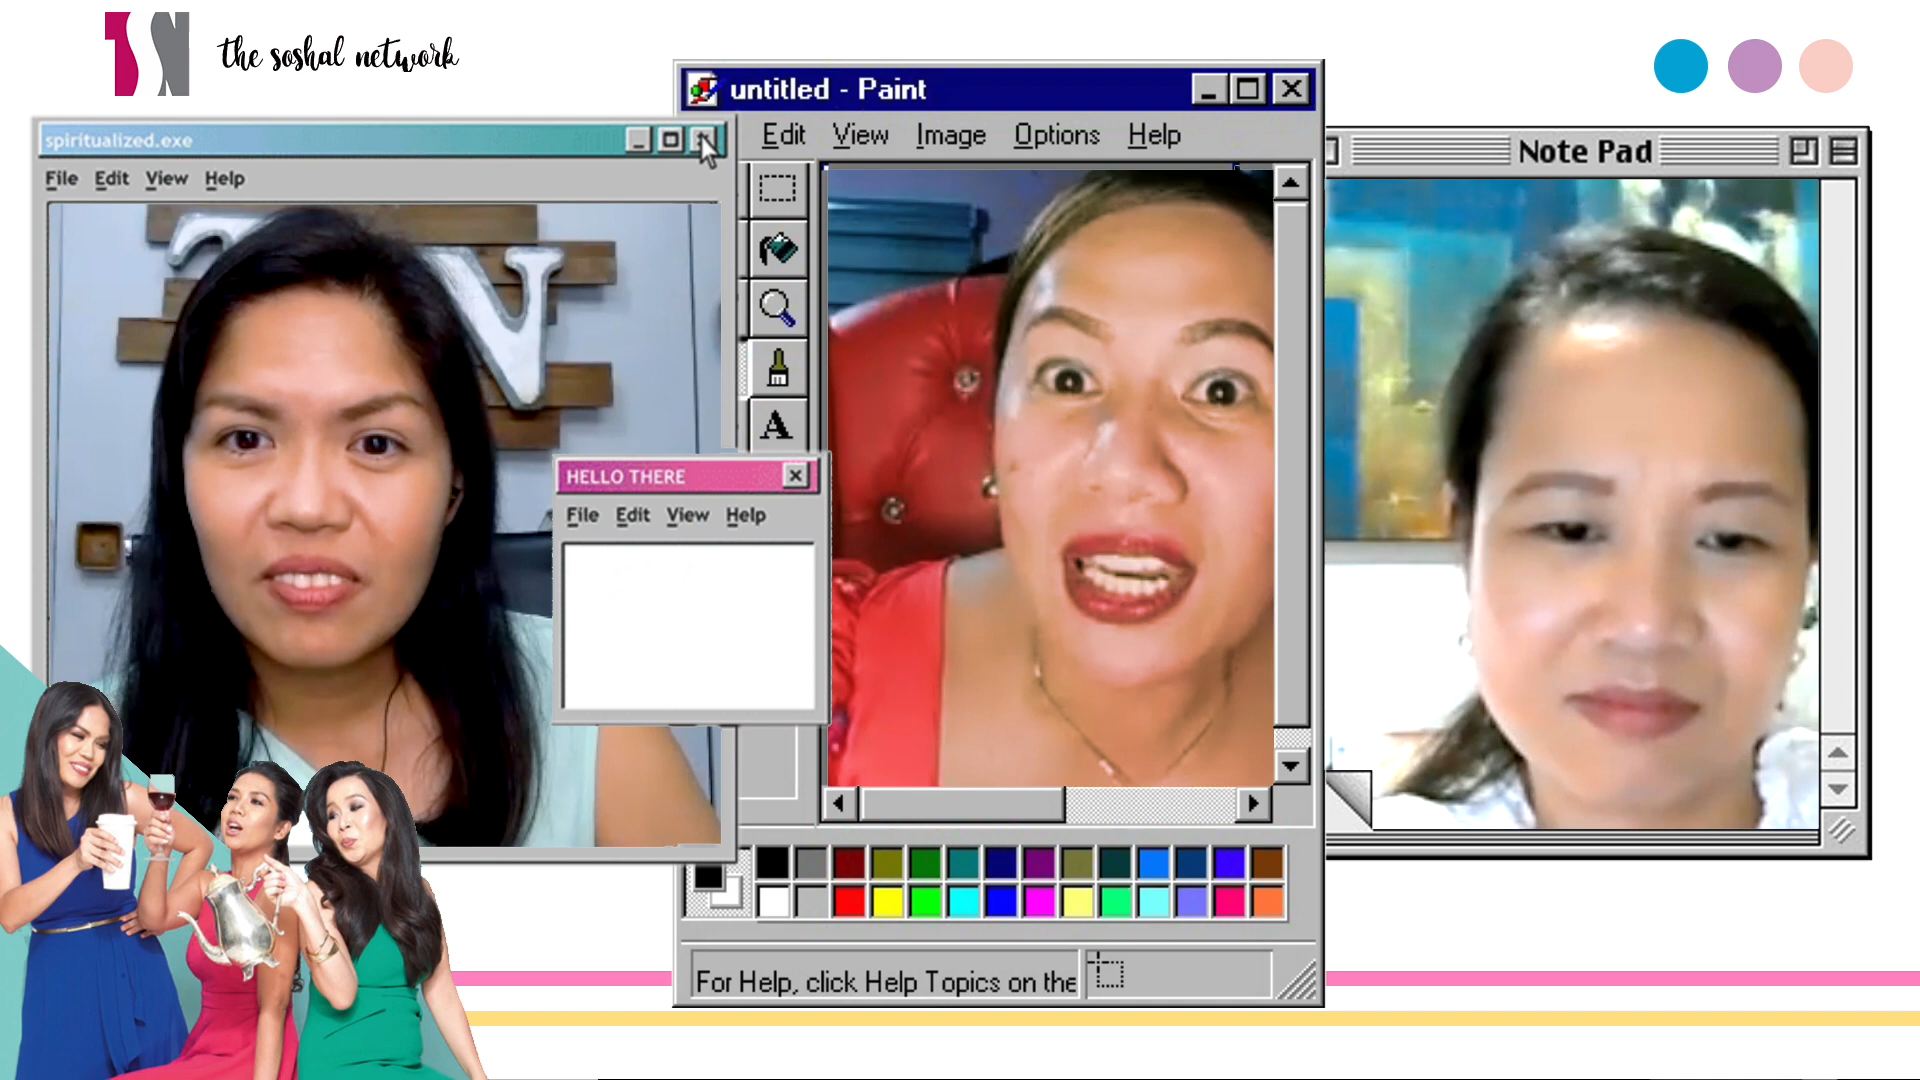 TSN
the soshal network
untitled - Paint
Edit View Image Options Help
spiritualized.exe
File Edit View Help
Note Pad
A
HELLO THERE
File Edit View Help
For Help, click Help Topics on the